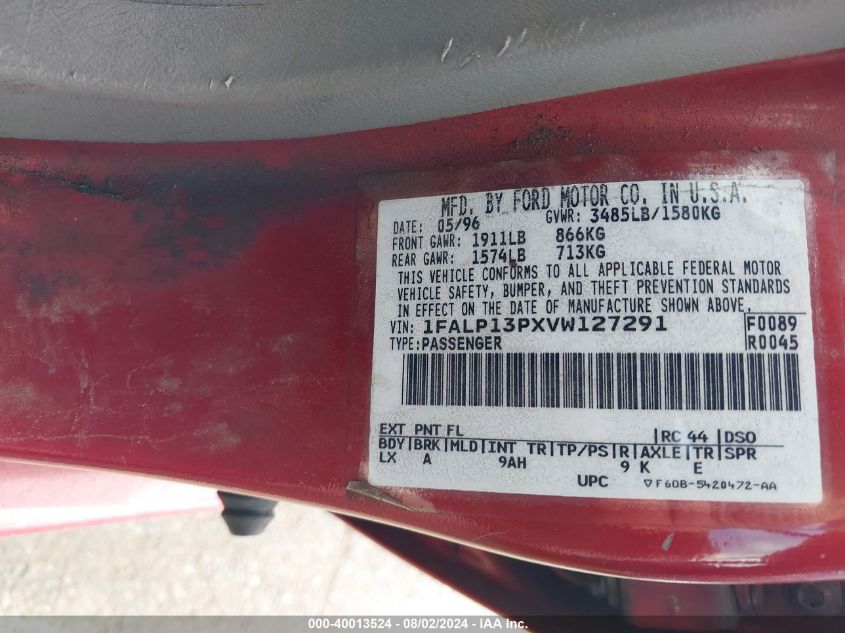 MFD. BY FORD MOTOR CO. IN U.S.A.
DATE: 05/96 GVWR: 3485LB/1580KG
FRONT GAWR: 1911LB 866KG
REAR GAWR: 1574LB 713KG
THIS VEHICLE CONFORMS TO ALL APPLICABLE FEDERAL MOTOR
VEHICLE SAFETY, BUMPER, AND THEFT PREVENTION STANDARDS
IN EFFECT ON THE DATE OF MANUFACTURE SHOWN ABOVE.
VIN: 1FALP13PXVW127291 F0089
TYPE: PASSENGER R0045
EXT PNT FL RC 44 DSO
BDY BRK MLD INT TR TP/PS R AXLE TR SPR
LX A 9AH 9 K E
UPC ▽F60B-5420472-AA
000-40013524 - 08/02/2024 - IAA Inc.